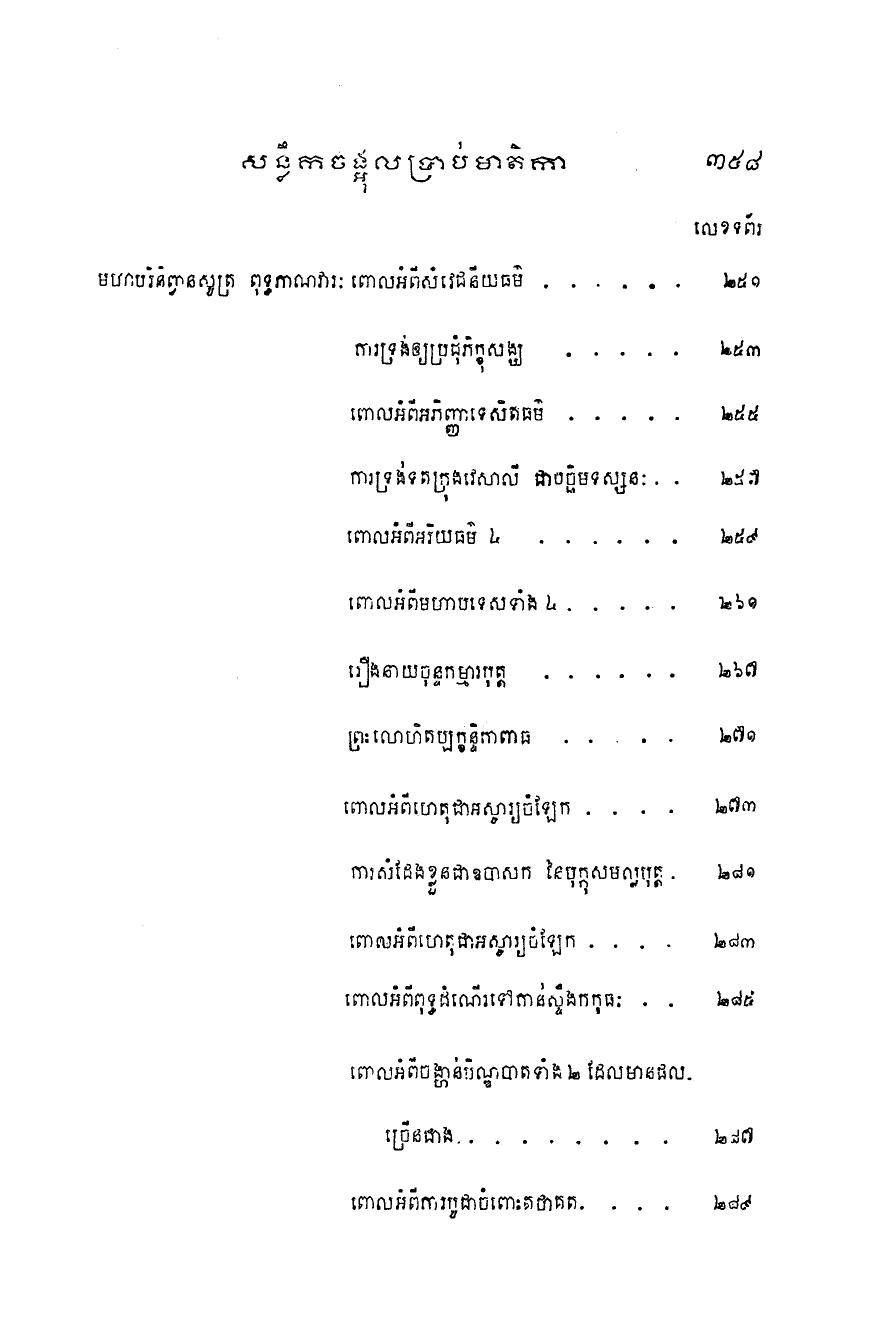 សន្លឹកចង្អុលប្រាប់មាតិកា ៣៥៨
លេខទព័រ
មហាបរិនិព្វានសូត្រ ពុទ្ធភាណវារៈ ពោលអំពីសំវេជនីយធម៌ . . . . . . ២៥១
ការទ្រង់ឲ្យប្រជុំភិក្ខុសង្ឃ . . . . . ២៥៣
ពោលអំពីអភិញ្ញាទេសិតធម៌ . . . . . ២៥៥
ការទ្រង់ទតក្រុងវេសាលី ជាបច្ឆិមទស្សនៈ . . ២៥៧
ពោលអំពីអរិយធម៌ ៤ . . . . . . ២៥៩
ពោលអំពីមហាបទេសទាំង ៤ . . . . . ២៦១
រឿងនាយចុន្ទកម្មារបុត្ត . . . . . . ២៦៧
ព្រះលោហិតប្បក្ខន្ទិកាពាធ . . . . . ២៧១
ពោលអំពីហេតុជាអស្ចារ្យចំឡែក . . . . ២៧៣
ការសំដែងខ្លួនជាឧបាសក នៃបុក្កុសមល្លបុត្ត . ២៨១
ពោលអំពីហេតុជាអស្ចារ្យចំឡែក . . . . ២៨៣
ពោលអំពីពុទ្ធដំណើរទៅកាន់ស្ទឹងកកុធៈ . . ២៨៥
ពោលអំពីចង្ហាន់បិណ្ឌបាតទាំង ២ ដែលមានផល
ច្រើនជាង . . . . . . . . . ២៨៧
ពោលអំពីការបូជាចំពោះតថាគត . . . . ២៨៩